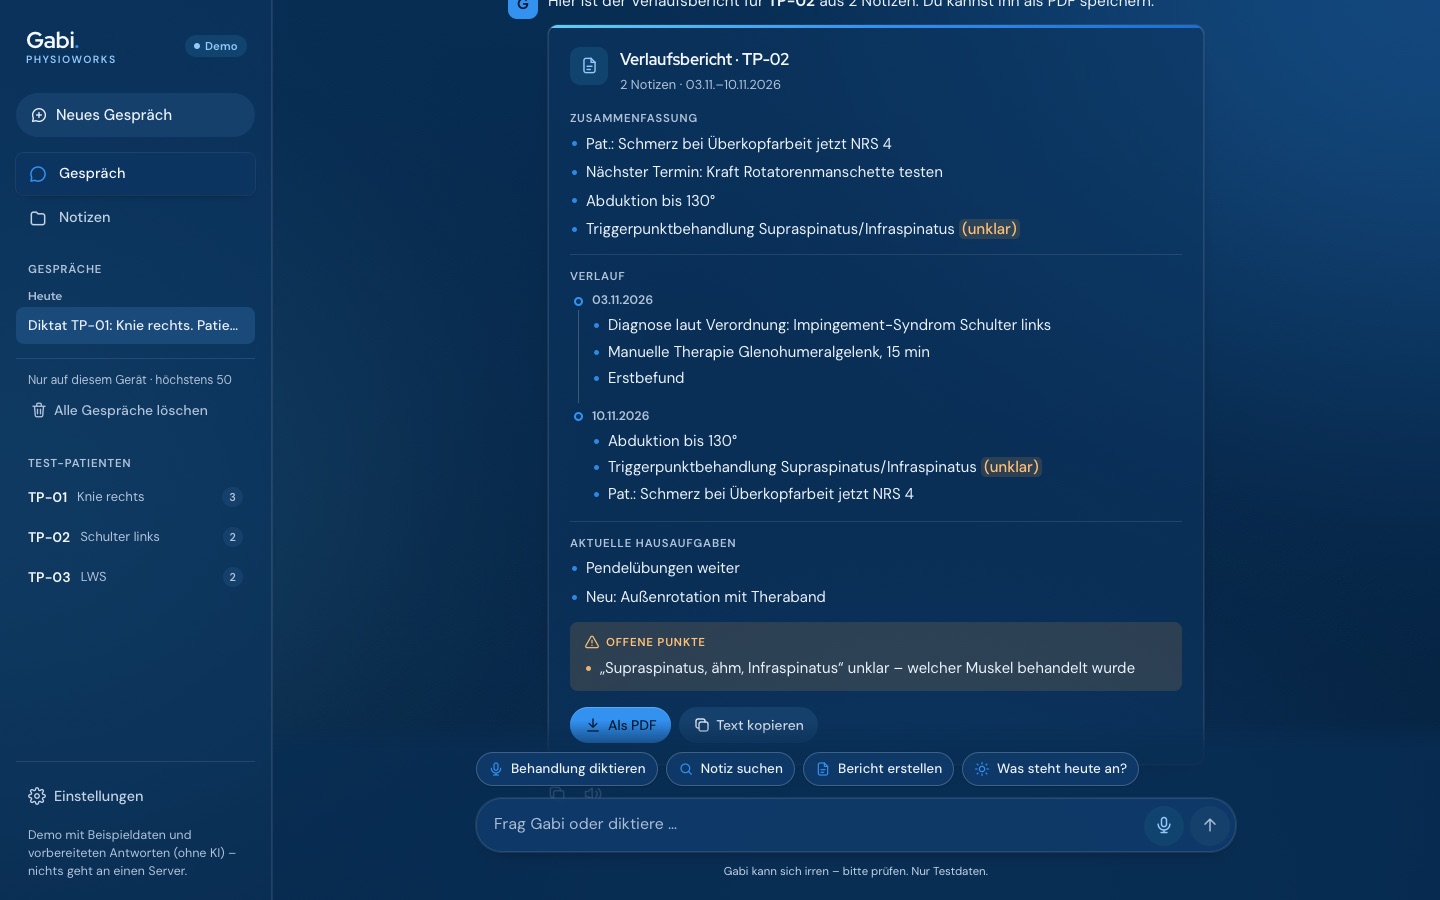 Gabi.
PHYSIOWORKS
Demo
Neues Gespräch
Gespräch
Notizen
GESPRÄCHE
Heute
Diktat TP-01: Knie rechts. Patie...
Nur auf diesem Gerät · höchstens 50
Alle Gespräche löschen
TEST-PATIENTEN
TP-01 Knie rechts 3
TP-02 Schulter links 2
TP-03 LWS 2
Einstellungen
Demo mit Beispieldaten und
vorbereiteten Antworten (ohne KI) –
nichts geht an einen Server.
G
Hier ist der Verlaufsbericht für TP-02 aus 2 Notizen. Du kannst ihn als PDF speichern.
Verlaufsbericht · TP-02
2 Notizen · 03.11.–10.11.2026
ZUSAMMENFASSUNG
• Pat.: Schmerz bei Überkopfarbeit jetzt NRS 4
• Nächster Termin: Kraft Rotatorenmanschette testen
• Abduktion bis 130°
• Triggerpunktbehandlung Supraspinatus/Infraspinatus (unklar)
VERLAUF
03.11.2026
• Diagnose laut Verordnung: Impingement-Syndrom Schulter links
• Manuelle Therapie Glenohumeralgelenk, 15 min
• Erstbefund
10.11.2026
• Abduktion bis 130°
• Triggerpunktbehandlung Supraspinatus/Infraspinatus (unklar)
• Pat.: Schmerz bei Überkopfarbeit jetzt NRS 4
AKTUELLE HAUSAUFGABEN
• Pendelübungen weiter
• Neu: Außenrotation mit Theraband
OFFENE PUNKTE
• „Supraspinatus, ähm, Infraspinatus“ unklar – welcher Muskel behandelt wurde
Als PDF
Text kopieren
Behandlung diktieren
Notiz suchen
Bericht erstellen
Was steht heute an?
Frag Gabi oder diktiere ...
Gabi kann sich irren – bitte prüfen. Nur Testdaten.